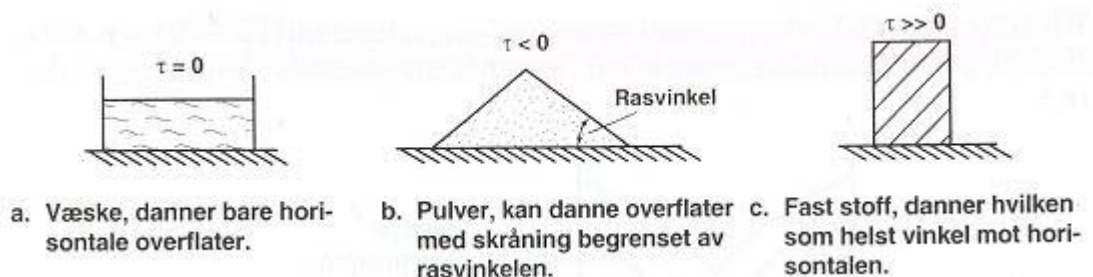 τ = 0
τ < 0
τ >> 0
Rasvinkel
a. Væske, danner bare hori-
sontale overflater.
b. Pulver, kan danne overflater
med skråning begrenset av
rasvinkelen.
c. Fast stoff, danner hvilken
som helst vinkel mot hori-
sontalen.